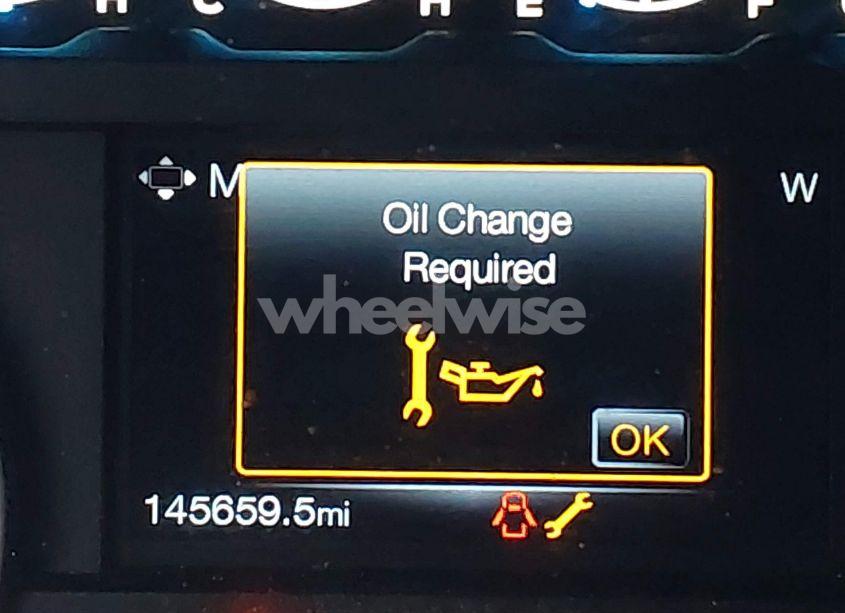 H C H E F
M
W
Oil Change
Required
wheelwise
OK
145659.5mi